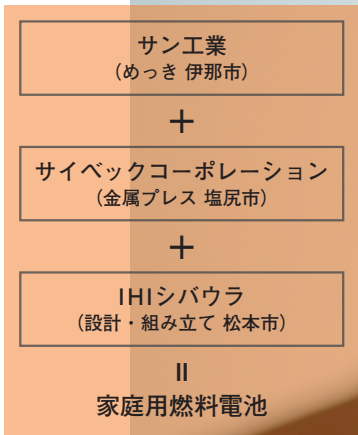 サン工業
（めっき 伊那市）
＋
サイベックコーポレーション
（金属プレス 塩尻市）
＋
IHIシバウラ
（設計・組み立て 松本市）
＝
家庭用燃料電池